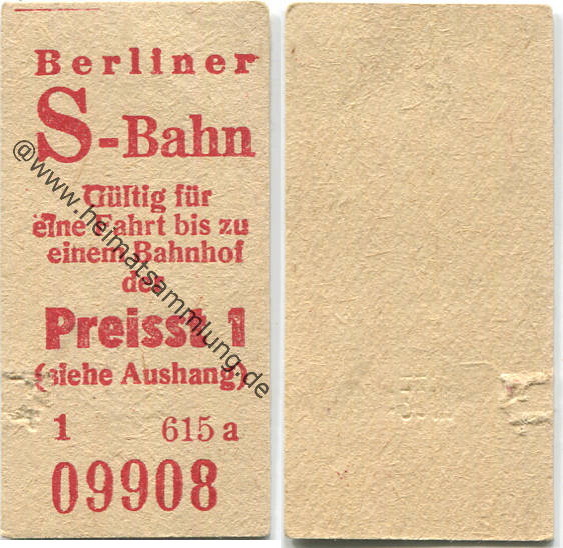 Berliner
S-Bahn
Gültig für
eine Fahrt bis zu
einem Bahnhof
der
Preisst 1
(siehe Aushang)
1 615 a
09908
@www.heimatsammlung.de